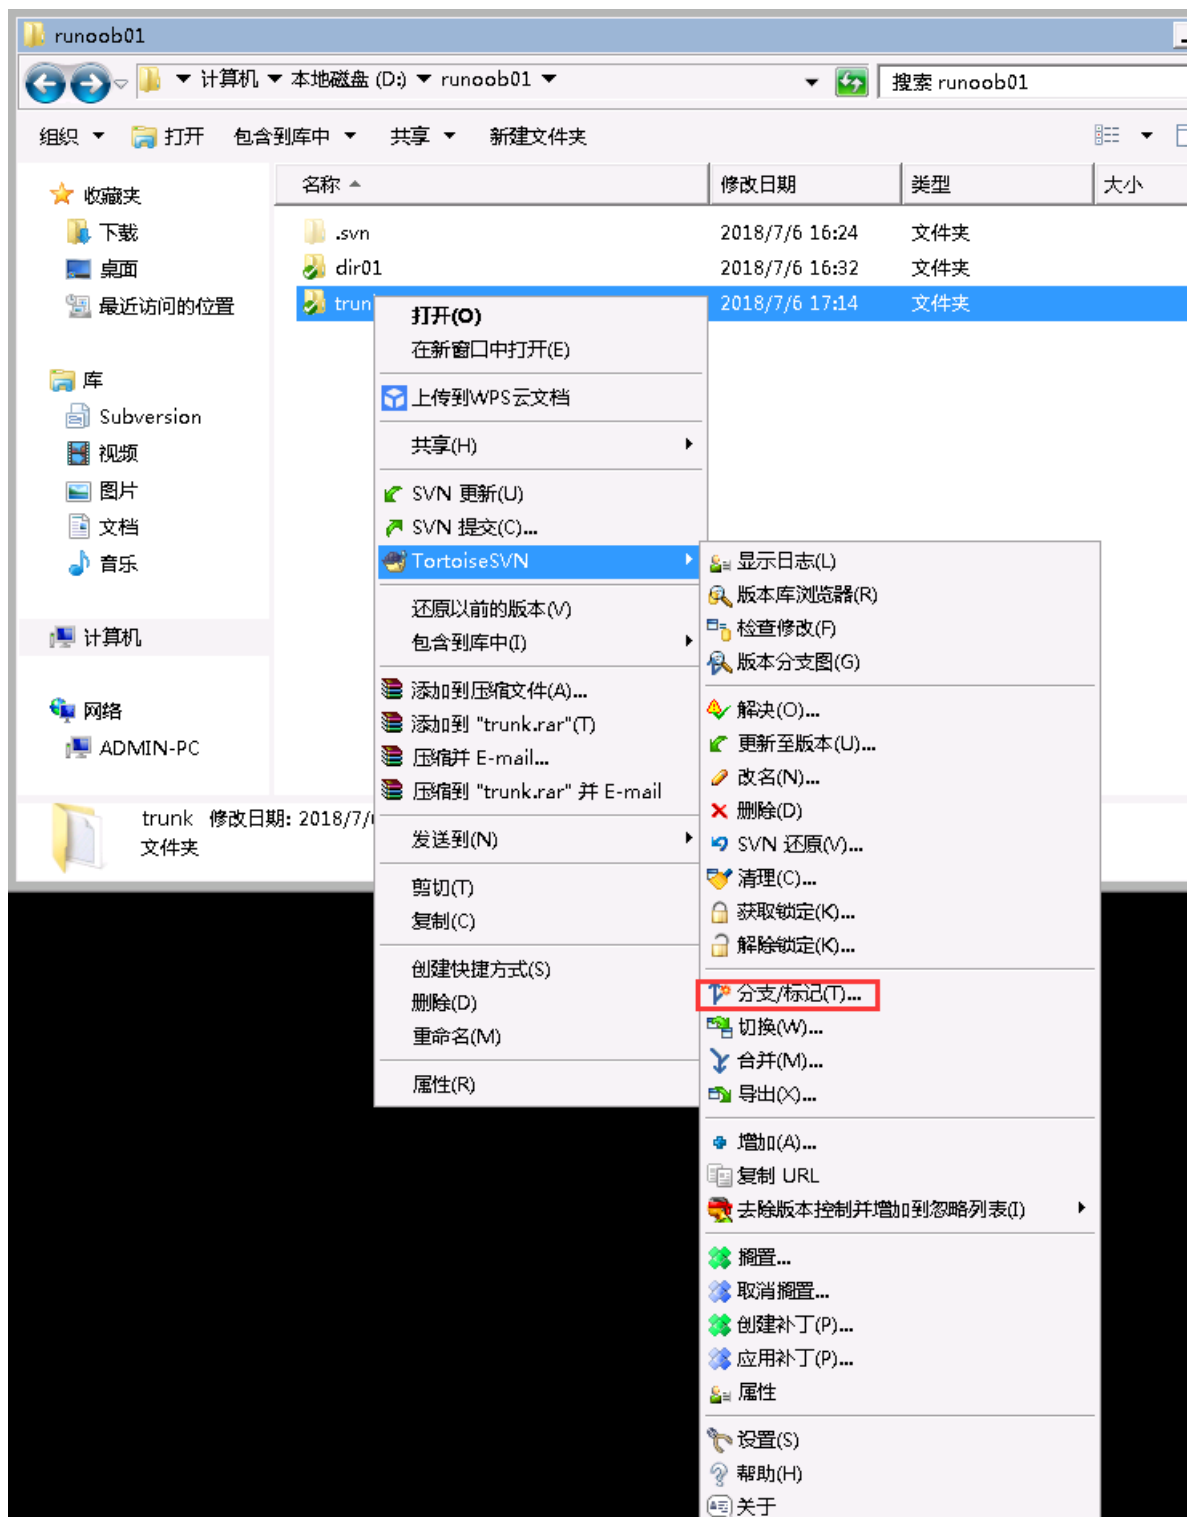 runoob01
计算机 本地磁盘 (D:) runoob01
搜索 runoob01
组织 打开 包含到库中 共享 新建文件夹
名称 修改日期 类型 大小
收藏夹
下载
桌面
最近访问的位置
库
Subversion
视频
图片
文档
音乐
计算机
网络
ADMIN-PC
.svn 2018/7/6 16:24 文件夹
dir01 2018/7/6 16:32 文件夹
trun 2018/7/6 17:14 文件夹
打开(O)
在新窗口中打开(E)
上传到WPS云文档
共享(H)
SVN 更新(U)
SVN 提交(C)...
TortoiseSVN
还原以前的版本(V)
包含到库中(I)
添加到压缩文件(A)...
添加到 "trunk.rar"(T)
压缩并 E-mail...
压缩到 "trunk.rar" 并 E-mail
发送到(N)
剪切(T)
复制(C)
创建快捷方式(S)
删除(D)
重命名(M)
属性(R)
显示日志(L)
版本库浏览器(R)
检查修改(F)
版本分支图(G)
解决(O)...
更新至版本(U)...
改名(N)...
删除(D)
SVN 还原(V)...
清理(C)...
获取锁定(K)...
解除锁定(K)...
分支/标记(T)...
切换(W)...
合并(M)...
导出(X)...
增加(A)...
复制 URL
去除版本控制并增加到忽略列表(I)
搁置...
取消搁置...
创建补丁(P)...
应用补丁(P)...
属性
设置(S)
帮助(H)
关于
trunk 修改日期: 2018/7/
文件夹